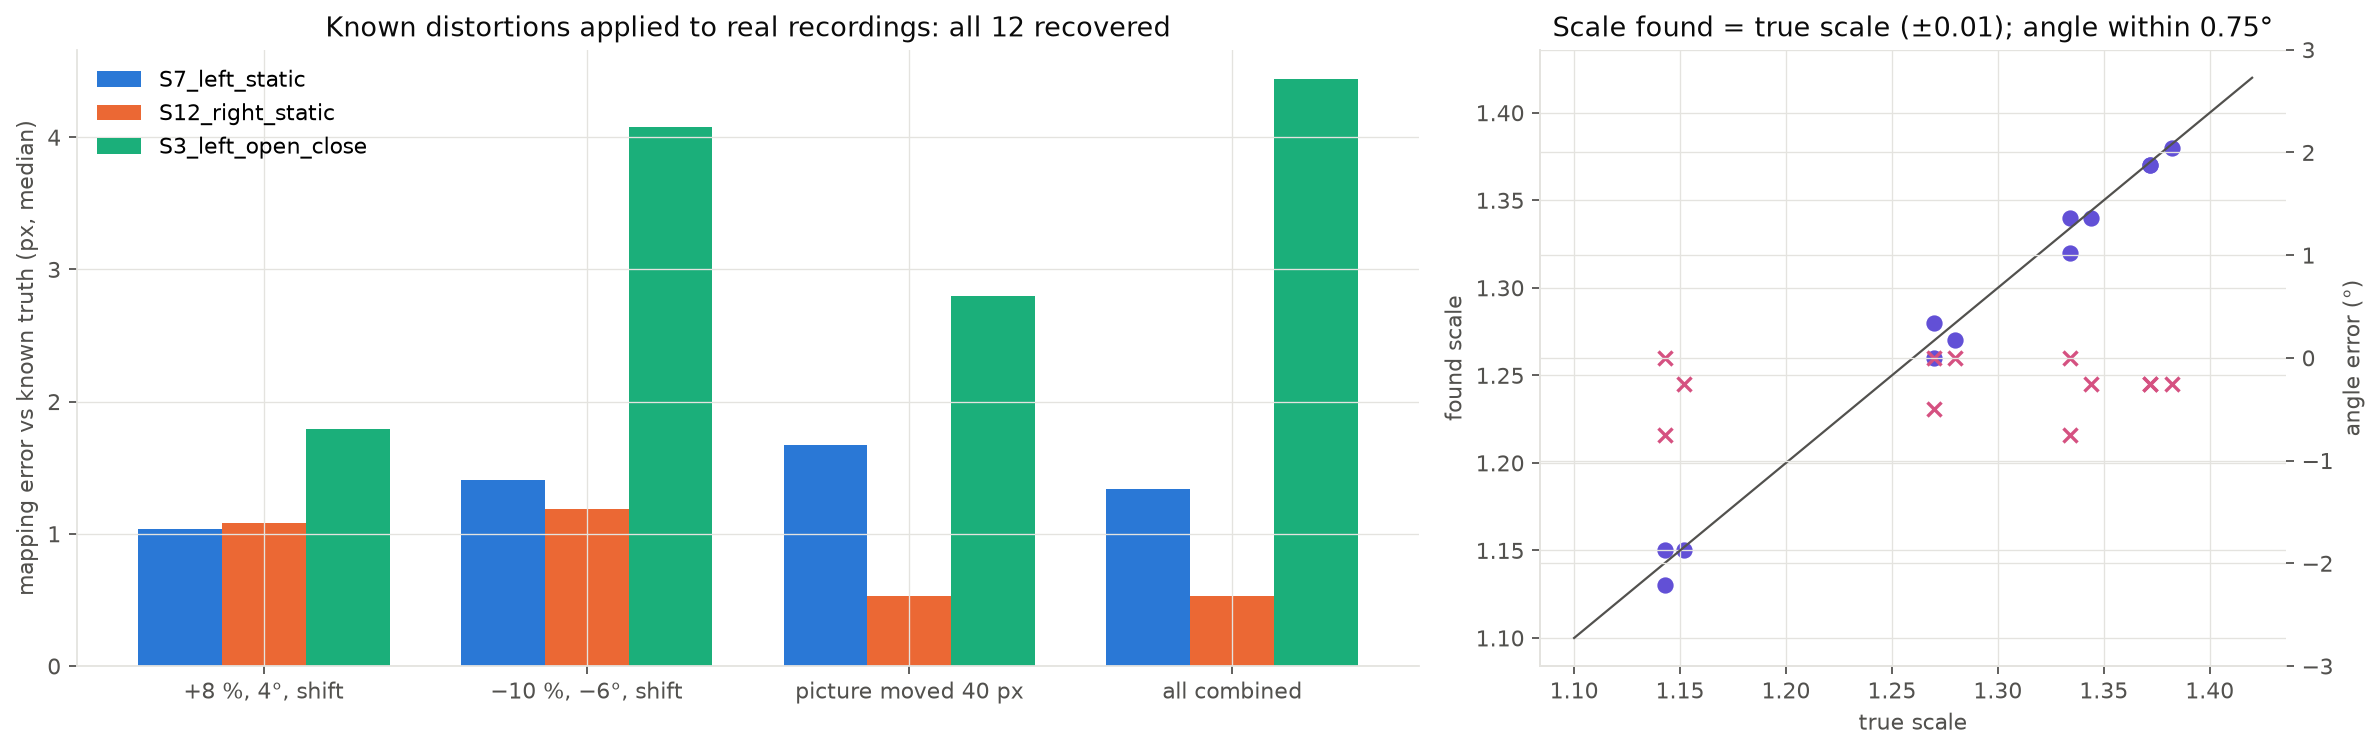 Known distortions applied to real recordings: all 12 recovered
S7_left_static
S12_right_static
S3_left_open_close
mapping error vs known truth (px, median)
4
3
2
1
0
+8 %, 4°, shift
−10 %, −6°, shift
picture moved 40 px
all combined
Scale found = true scale (±0.01); angle within 0.75°
found scale
1.40
1.35
1.30
1.25
1.20
1.15
1.10
1.10
1.15
1.20
1.25
1.30
1.35
1.40
true scale
3
2
1
0
−1
−2
−3
angle error (°)